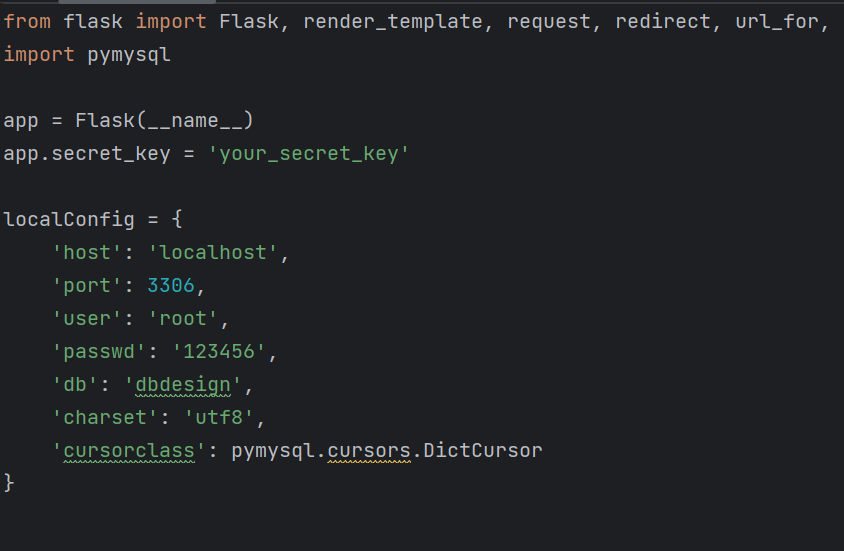 from flask import Flask, render_template, request, redirect, url_for,
import pymysql
app = Flask(__name__)
app.secret_key = 'your_secret_key'
localConfig = {
    'host': 'localhost',
    'port': 3306,
    'user': 'root',
    'passwd': '123456',
    'db': 'dbdesign',
    'charset': 'utf8',
    'cursorclass': pymysql.cursors.DictCursor
}